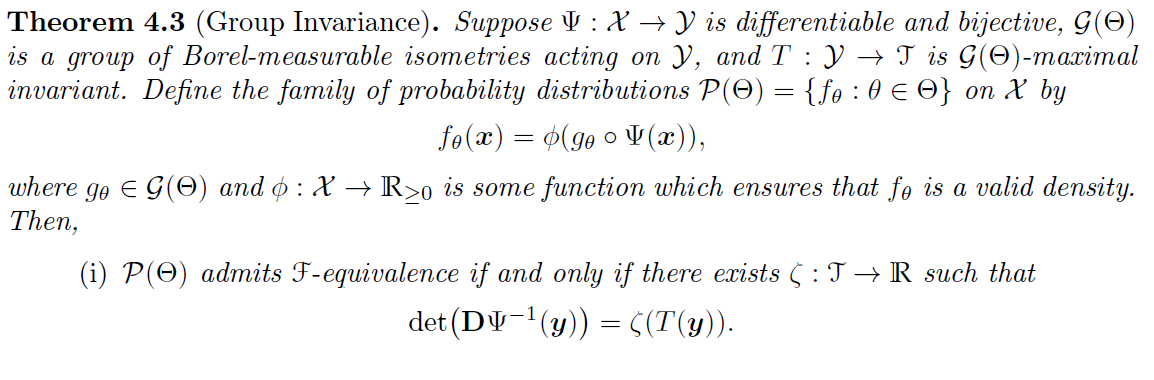 Theorem 4.3 (Group Invariance). Suppose Ψ : 𝒳 → 𝒴 is differentiable and bijective, 𝒢(Θ)
is a group of Borel-measurable isometries acting on 𝒴, and T : 𝒴 → 𝒯 is 𝒢(Θ)-maximal
invariant. Define the family of probability distributions 𝒫(Θ) = {f_θ : θ ∈ Θ} on 𝒳 by
f_θ(x) = ϕ(g_θ ∘ Ψ(x)),
where g_θ ∈ 𝒢(Θ) and ϕ : 𝒳 → ℝ_≥0 is some function which ensures that f_θ is a valid density.
Then,
(i) 𝒫(Θ) admits ℱ-equivalence if and only if there exists ζ : 𝒯 → ℝ such that
det(DΨ⁻¹(y)) = ζ(T(y)).